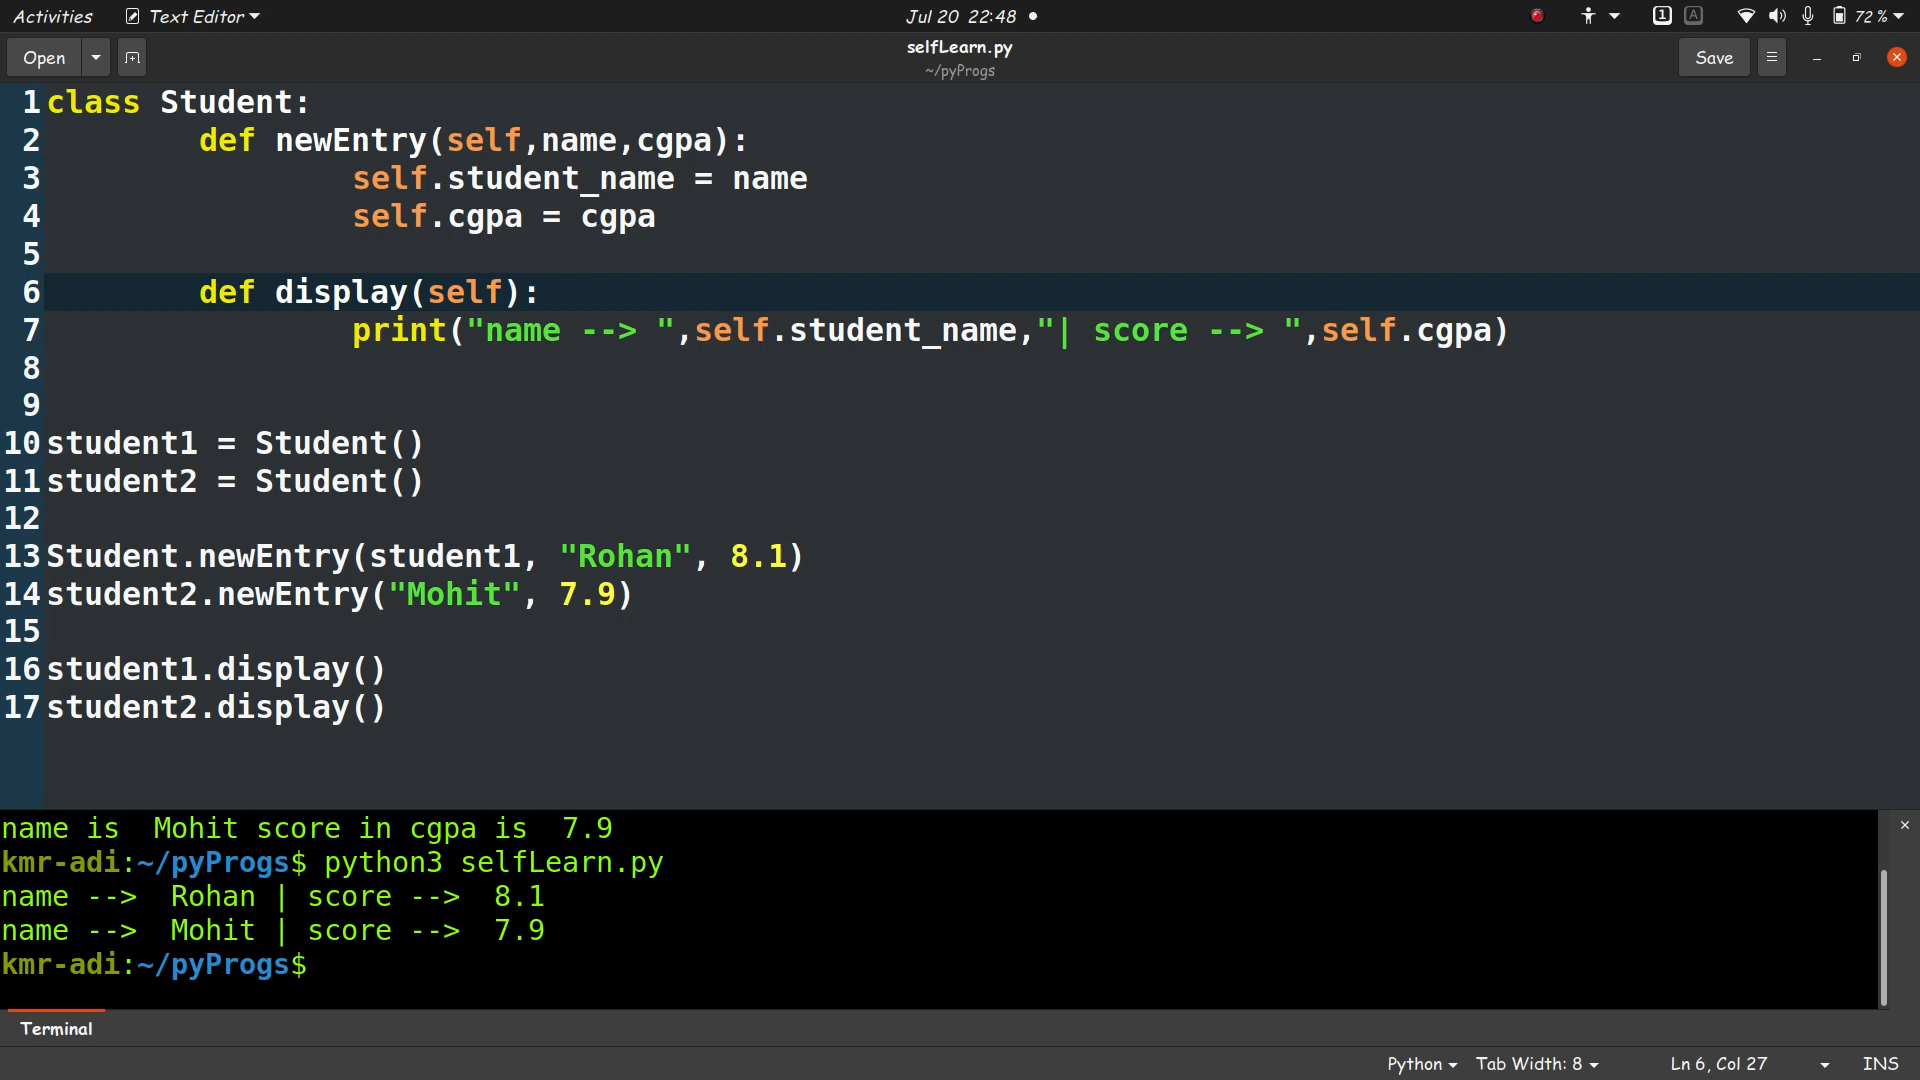 Activities Text Editor Jul 20 22:48 1 A 72 %
Open selfLearn.py Save
~/pyProgs
1 class Student:
2 def newEntry(self,name,cgpa):
3 self.student_name = name
4 self.cgpa = cgpa
5
6 def display(self):
7 print("name --> ",self.student_name,"| score --> ",self.cgpa)
8
9
10 student1 = Student()
11 student2 = Student()
12
13 Student.newEntry(student1, "Rohan", 8.1)
14 student2.newEntry("Mohit", 7.9)
15
16 student1.display()
17 student2.display()
name is  Mohit score in cgpa is  7.9
kmr-adi:~/pyProgs$ python3 selfLearn.py
name -->  Rohan | score -->  8.1
name -->  Mohit | score -->  7.9
kmr-adi:~/pyProgs$
Terminal
Python Tab Width: 8 Ln 6, Col 27 INS